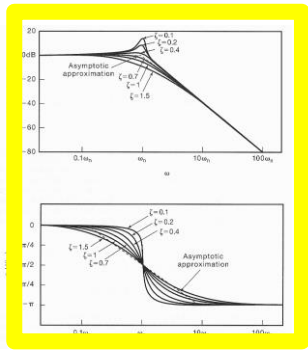 20
0dB
-20
-40
-60
-80
ζ=0.1
ζ=0.2
ζ=0.4
Asymptotic
approximation
ζ=0.7
ζ=1
ζ=1.5
0.1ωn
ωn
10ωn
100ωn
ω
0
π/4
π/2
π/4
-π
ζ=0.1
ζ=0.2
ζ=0.4
ζ=1.5
ζ=1
ζ=0.7
Asymptotic
approximation